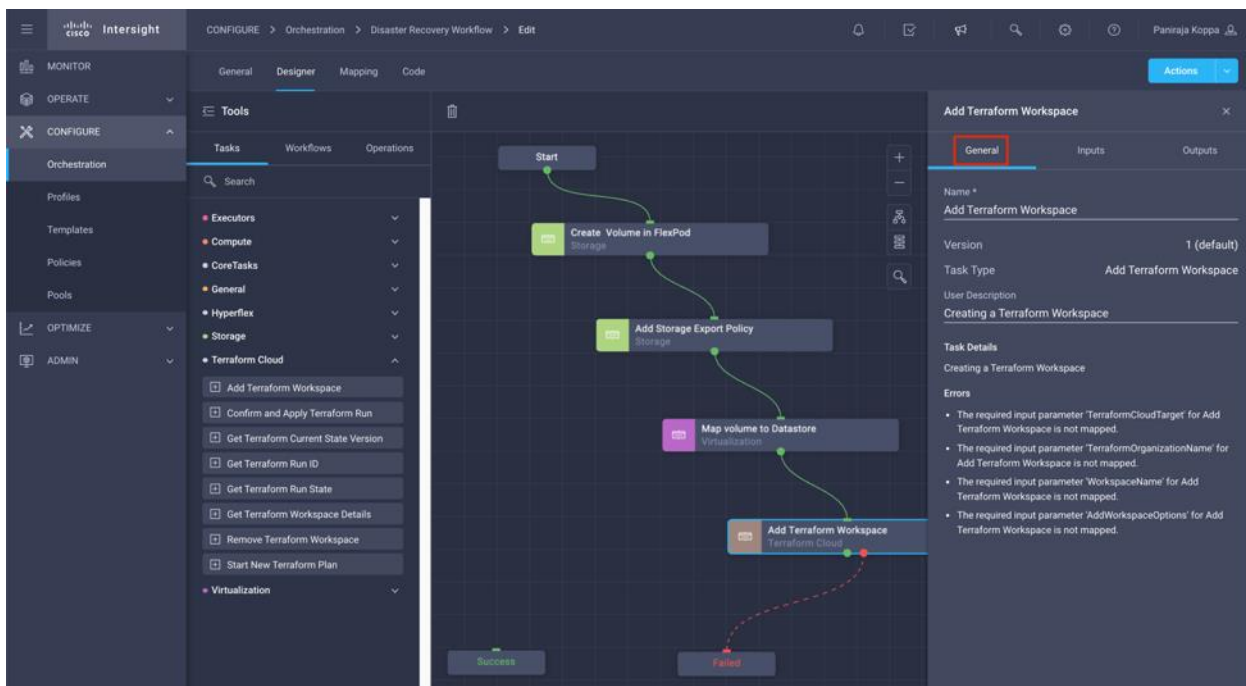 cisco Intersight
CONFIGURE > Orchestration > Disaster Recovery Workflow > Edit
Paniraja Koppa
MONITOR
OPERATE
CONFIGURE
Orchestration
Profiles
Templates
Policies
Pools
OPTIMIZE
ADMIN
General Designer Mapping Code
Actions
Tools
Tasks Workflows Operations
Search
Executors
Compute
CoreTasks
General
Hyperflex
Storage
Terraform Cloud
Add Terraform Workspace
Confirm and Apply Terraform Run
Get Terraform Current State Version
Get Terraform Run ID
Get Terraform Run State
Get Terraform Workspace Details
Remove Terraform Workspace
Start New Terraform Plan
Virtualization
Start
Create Volume in FlexPod
Storage
Add Storage Export Policy
Storage
Map volume to Datastore
Virtualization
Add Terraform Workspace
Terraform Cloud
Success
Failed
Add Terraform Workspace
General Inputs Outputs
Name *
Add Terraform Workspace
Version 1 (default)
Task Type Add Terraform Workspace
User Description
Creating a Terraform Workspace
Task Details
Creating a Terraform Workspace
Errors
• The required input parameter 'TerraformCloudTarget' for Add
Terraform Workspace is not mapped.
• The required input parameter 'TerraformOrganizationName' for
Add Terraform Workspace is not mapped.
• The required input parameter 'WorkspaceName' for Add
Terraform Workspace is not mapped.
• The required input parameter 'AddWorkspaceOptions' for Add
Terraform Workspace is not mapped.